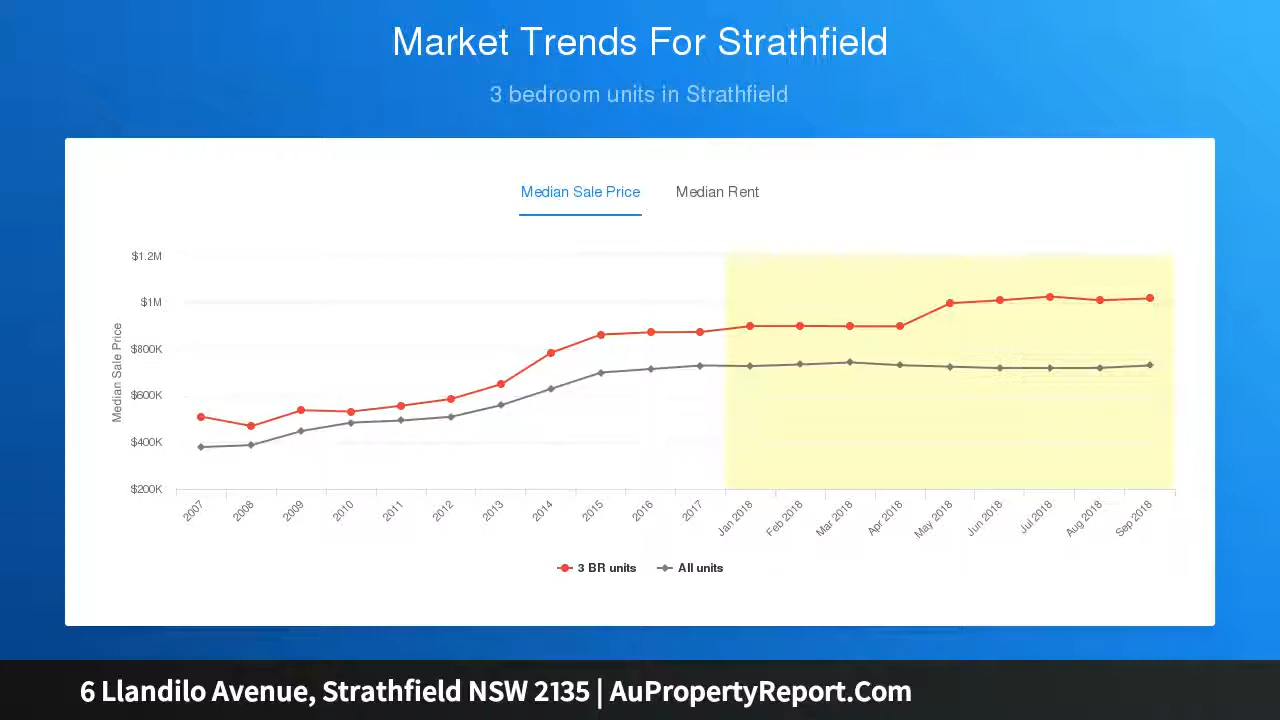 Market Trends For Strathfield
3 bedroom units in Strathfield
Median Sale Price Median Rent
$1.2M
$1M
$800K
$600K
$400K
$200K
Median Sale Price
2007 2008 2009 2010 2011 2012 2013 2014 2015 2016 2017 Jan 2018 Feb 2018 Mar 2018 Apr 2018 May 2018 Jun 2018 Jul 2018 Aug 2018 Sep 2018
3 BR units All units
6 Llandilo Avenue, Strathfield NSW 2135 | AuPropertyReport.Com